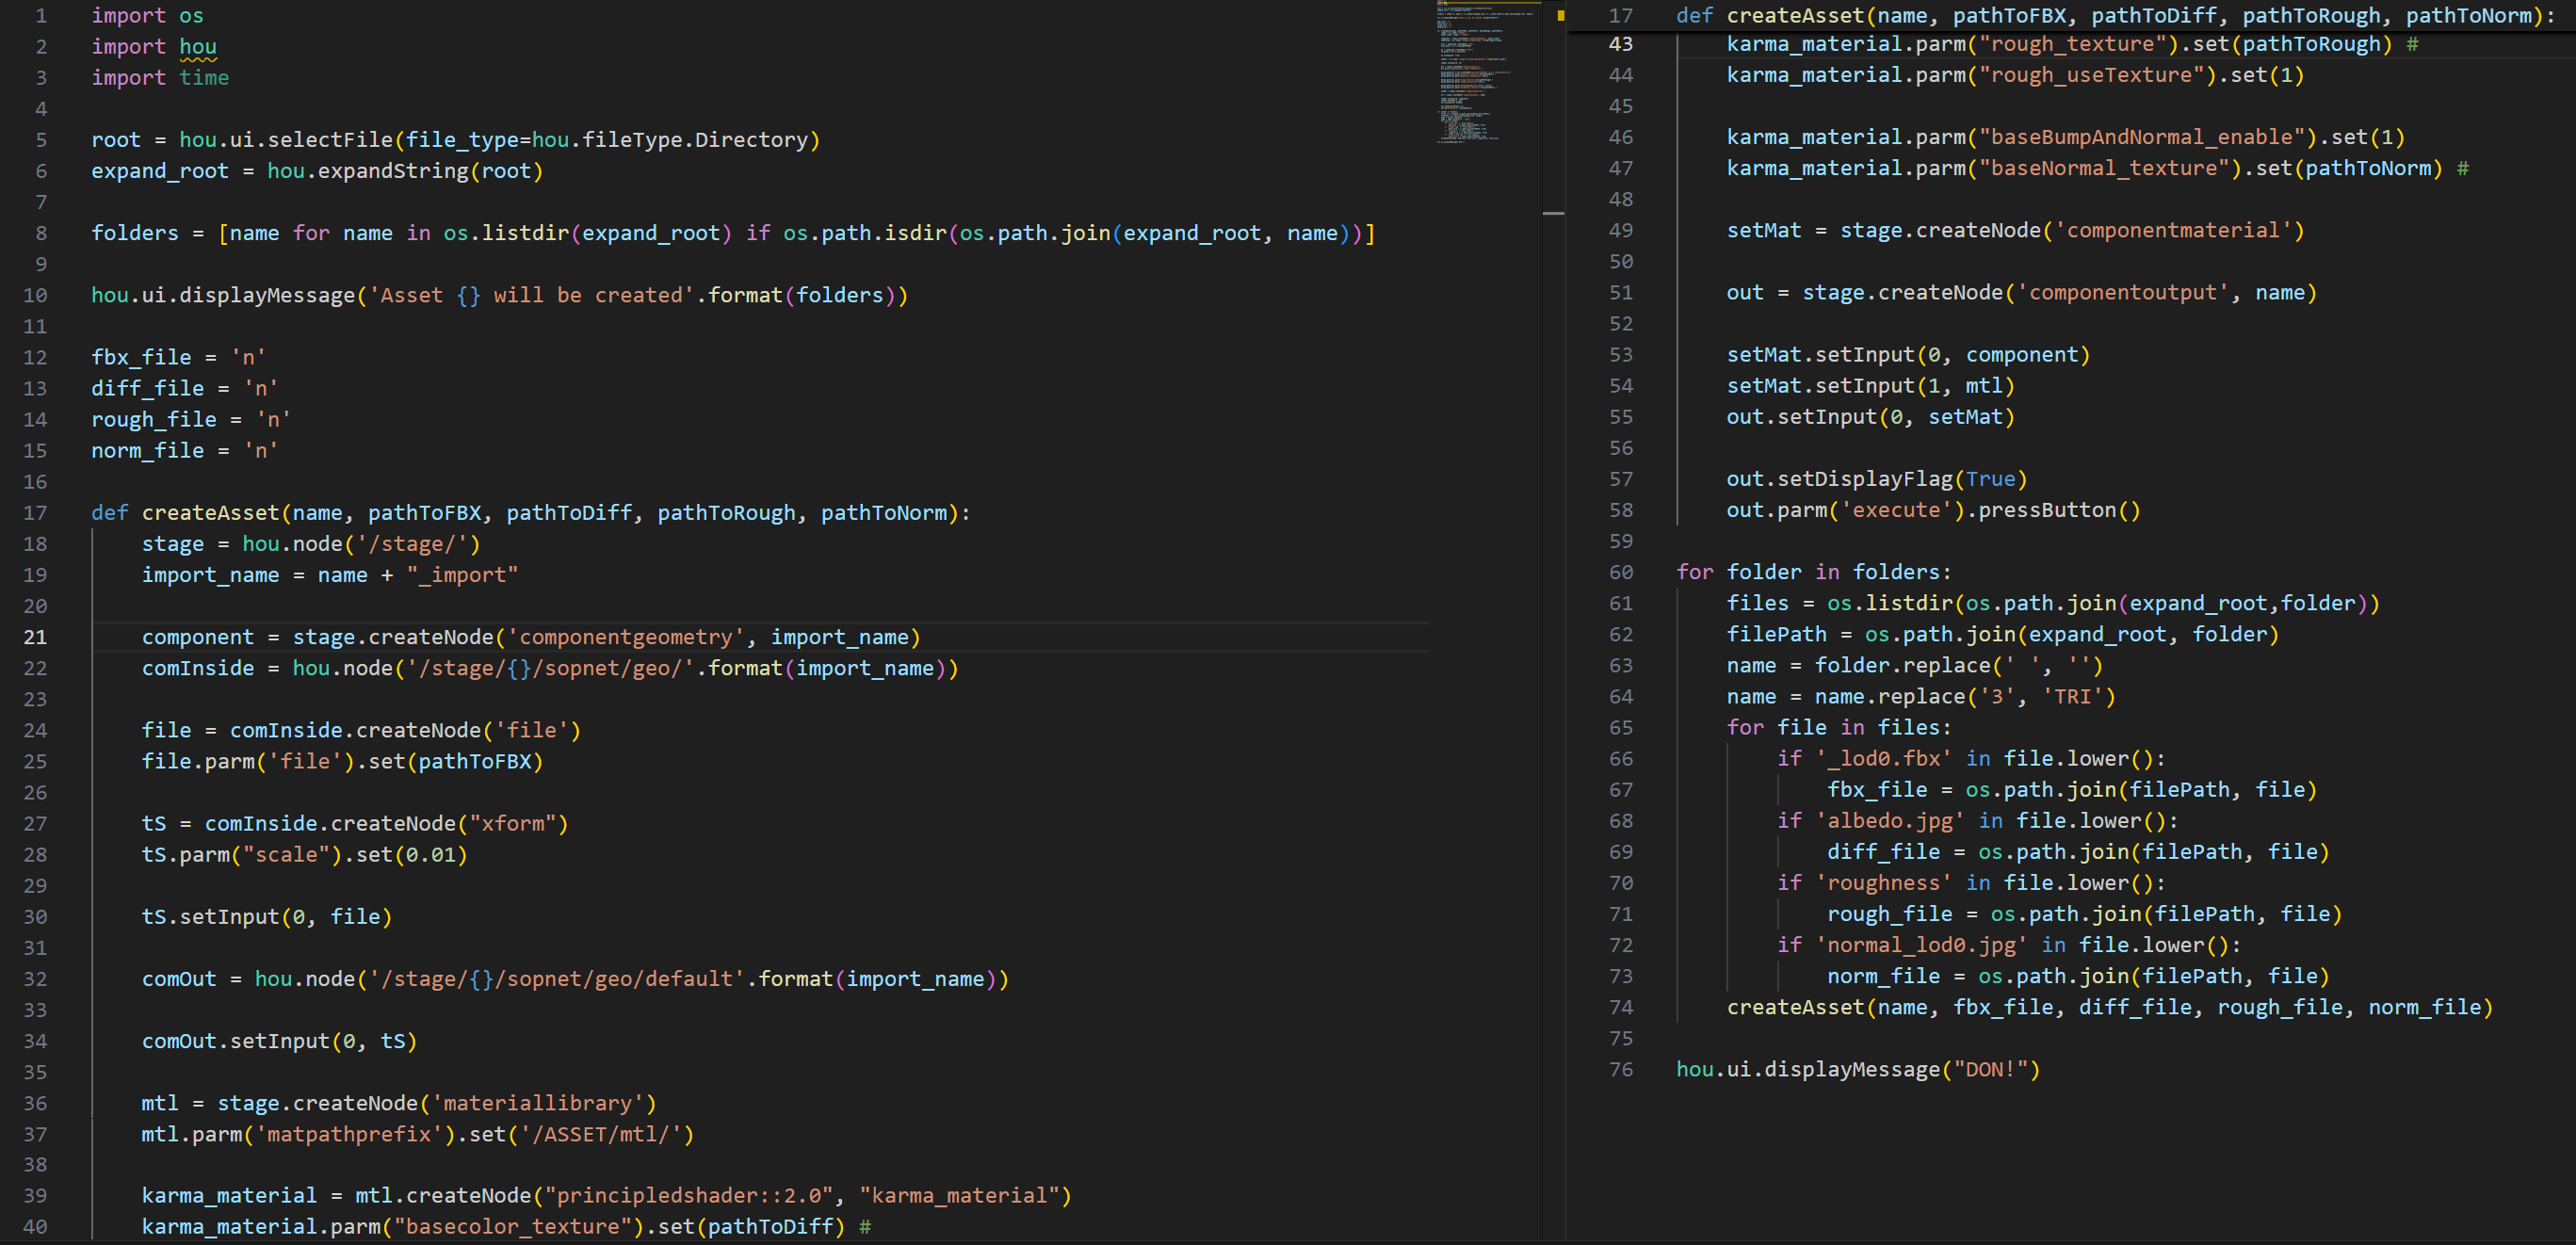 1 import os
2 import hou
3 import time
4
5 root = hou.ui.selectFile(file_type=hou.fileType.Directory)
6 expand_root = hou.expandString(root)
7
8 folders = [name for name in os.listdir(expand_root) if os.path.isdir(os.path.join(expand_root, name))]
9
10 hou.ui.displayMessage('Asset {} will be created'.format(folders))
11
12 fbx_file = 'n'
13 diff_file = 'n'
14 rough_file = 'n'
15 norm_file = 'n'
16
17 def createAsset(name, pathToFBX, pathToDiff, pathToRough, pathToNorm):
18     stage = hou.node('/stage/')
19     import_name = name + "_import"
20
21     component = stage.createNode('componentgeometry', import_name)
22     comInside = hou.node('/stage/{}/sopnet/geo/'.format(import_name))
23
24     file = comInside.createNode('file')
25     file.parm('file').set(pathToFBX)
26
27     tS = comInside.createNode("xform")
28     tS.parm("scale").set(0.01)
29
30     tS.setInput(0, file)
31
32     comOut = hou.node('/stage/{}/sopnet/geo/default'.format(import_name))
33
34     comOut.setInput(0, tS)
35
36     mtl = stage.createNode('materiallibrary')
37     mtl.parm('matpathprefix').set('/ASSET/mtl/')
38
39     karma_material = mtl.createNode("principledshader::2.0", "karma_material")
40     karma_material.parm("basecolor_texture").set(pathToDiff) #
17 def createAsset(name, pathToFBX, pathToDiff, pathToRough, pathToNorm):
43     karma_material.parm("rough_texture").set(pathToRough) #
44     karma_material.parm("rough_useTexture").set(1)
45
46     karma_material.parm("baseBumpAndNormal_enable").set(1)
47     karma_material.parm("baseNormal_texture").set(pathToNorm) #
48
49     setMat = stage.createNode('componentmaterial')
50
51     out = stage.createNode('componentoutput', name)
52
53     setMat.setInput(0, component)
54     setMat.setInput(1, mtl)
55     out.setInput(0, setMat)
56
57     out.setDisplayFlag(True)
58     out.parm('execute').pressButton()
59
60 for folder in folders:
61     files = os.listdir(os.path.join(expand_root,folder))
62     filePath = os.path.join(expand_root, folder)
63     name = folder.replace(' ', '')
64     name = name.replace('3', 'TRI')
65     for file in files:
66         if '_lod0.fbx' in file.lower():
67             fbx_file = os.path.join(filePath, file)
68         if 'albedo.jpg' in file.lower():
69             diff_file = os.path.join(filePath, file)
70         if 'roughness' in file.lower():
71             rough_file = os.path.join(filePath, file)
72         if 'normal_lod0.jpg' in file.lower():
73             norm_file = os.path.join(filePath, file)
74     createAsset(name, fbx_file, diff_file, rough_file, norm_file)
75
76 hou.ui.displayMessage("DON!")